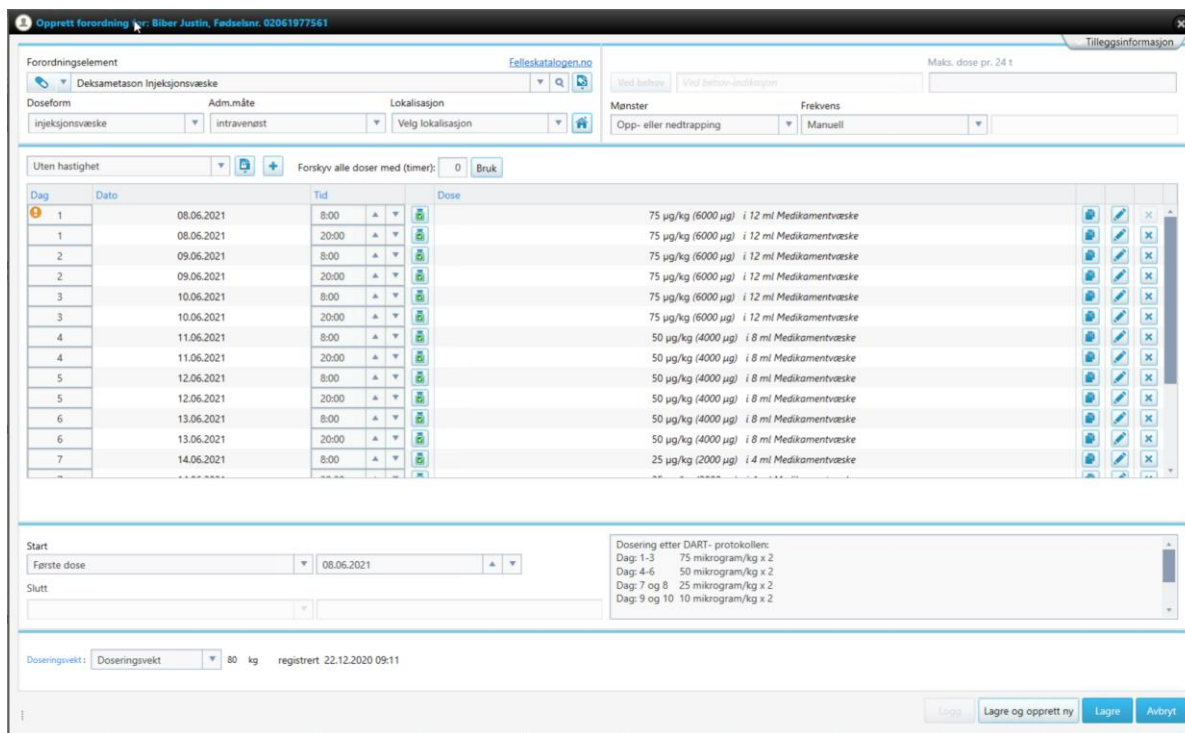 Opprett forordning for: Biber Justin, Fødselsnr. 02061977561
Tilleggsinformasjon
Forordningselement Felleskatalogen.no
Deksametason Injeksjonsvæske
Doseform Adm.måte Lokalisasjon
injeksjonsvæske intravenøst Velg lokalisasjon
Maks. dose pr. 24 t
Ved behov Ved behov-indikasjon
Mønster Frekvens
Opp- eller nedtrapping Manuell
Uten hastighet Forskyv alle doser med (timer): 0 Bruk
Dag Dato Tid Dose
1 08.06.2021 8:00 75 µg/kg (6000 µg) i 12 ml Medikamentvæske
1 08.06.2021 20:00 75 µg/kg (6000 µg) i 12 ml Medikamentvæske
2 09.06.2021 8:00 75 µg/kg (6000 µg) i 12 ml Medikamentvæske
2 09.06.2021 20:00 75 µg/kg (6000 µg) i 12 ml Medikamentvæske
3 10.06.2021 8:00 75 µg/kg (6000 µg) i 12 ml Medikamentvæske
3 10.06.2021 20:00 75 µg/kg (6000 µg) i 12 ml Medikamentvæske
4 11.06.2021 8:00 50 µg/kg (4000 µg) i 8 ml Medikamentvæske
4 11.06.2021 20:00 50 µg/kg (4000 µg) i 8 ml Medikamentvæske
5 12.06.2021 8:00 50 µg/kg (4000 µg) i 8 ml Medikamentvæske
5 12.06.2021 20:00 50 µg/kg (4000 µg) i 8 ml Medikamentvæske
6 13.06.2021 8:00 50 µg/kg (4000 µg) i 8 ml Medikamentvæske
6 13.06.2021 20:00 50 µg/kg (4000 µg) i 8 ml Medikamentvæske
7 14.06.2021 8:00 25 µg/kg (2000 µg) i 4 ml Medikamentvæske
Start
Første dose 08.06.2021
Slutt
Dosering etter DART- protokollen:
Dag: 1-3 75 mikrogram/kg x 2
Dag: 4-6 50 mikrogram/kg x 2
Dag: 7 og 8 25 mikrogram/kg x 2
Dag: 9 og 10 10 mikrogram/kg x 2
Doseringsvekt: Doseringsvekt 80 kg registrert 22.12.2020 09:11
Logg Lagre og opprett ny Lagre Avbryt